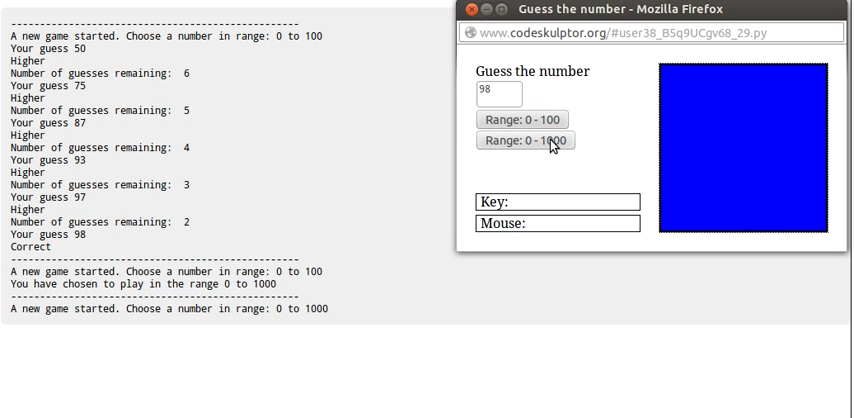 ------------------------------------------------
A new game started. Choose a number in range: 0 to 100
Your guess 50
Higher
Number of guesses remaining:  6
Your guess 75
Higher
Number of guesses remaining:  5
Your guess 87
Higher
Number of guesses remaining:  4
Your guess 93
Higher
Number of guesses remaining:  3
Your guess 97
Higher
Number of guesses remaining:  2
Your guess 98
Correct
------------------------------------------------
A new game started. Choose a number in range: 0 to 100
You have chosen to play in the range 0 to 1000
------------------------------------------------
A new game started. Choose a number in range: 0 to 1000
Guess the number - Mozilla Firefox
www.codeskulptor.org/#user38_B5q9UCgv68_29.py
Guess the number
98
Range: 0 - 100
Range: 0 - 1000
Key:
Mouse: